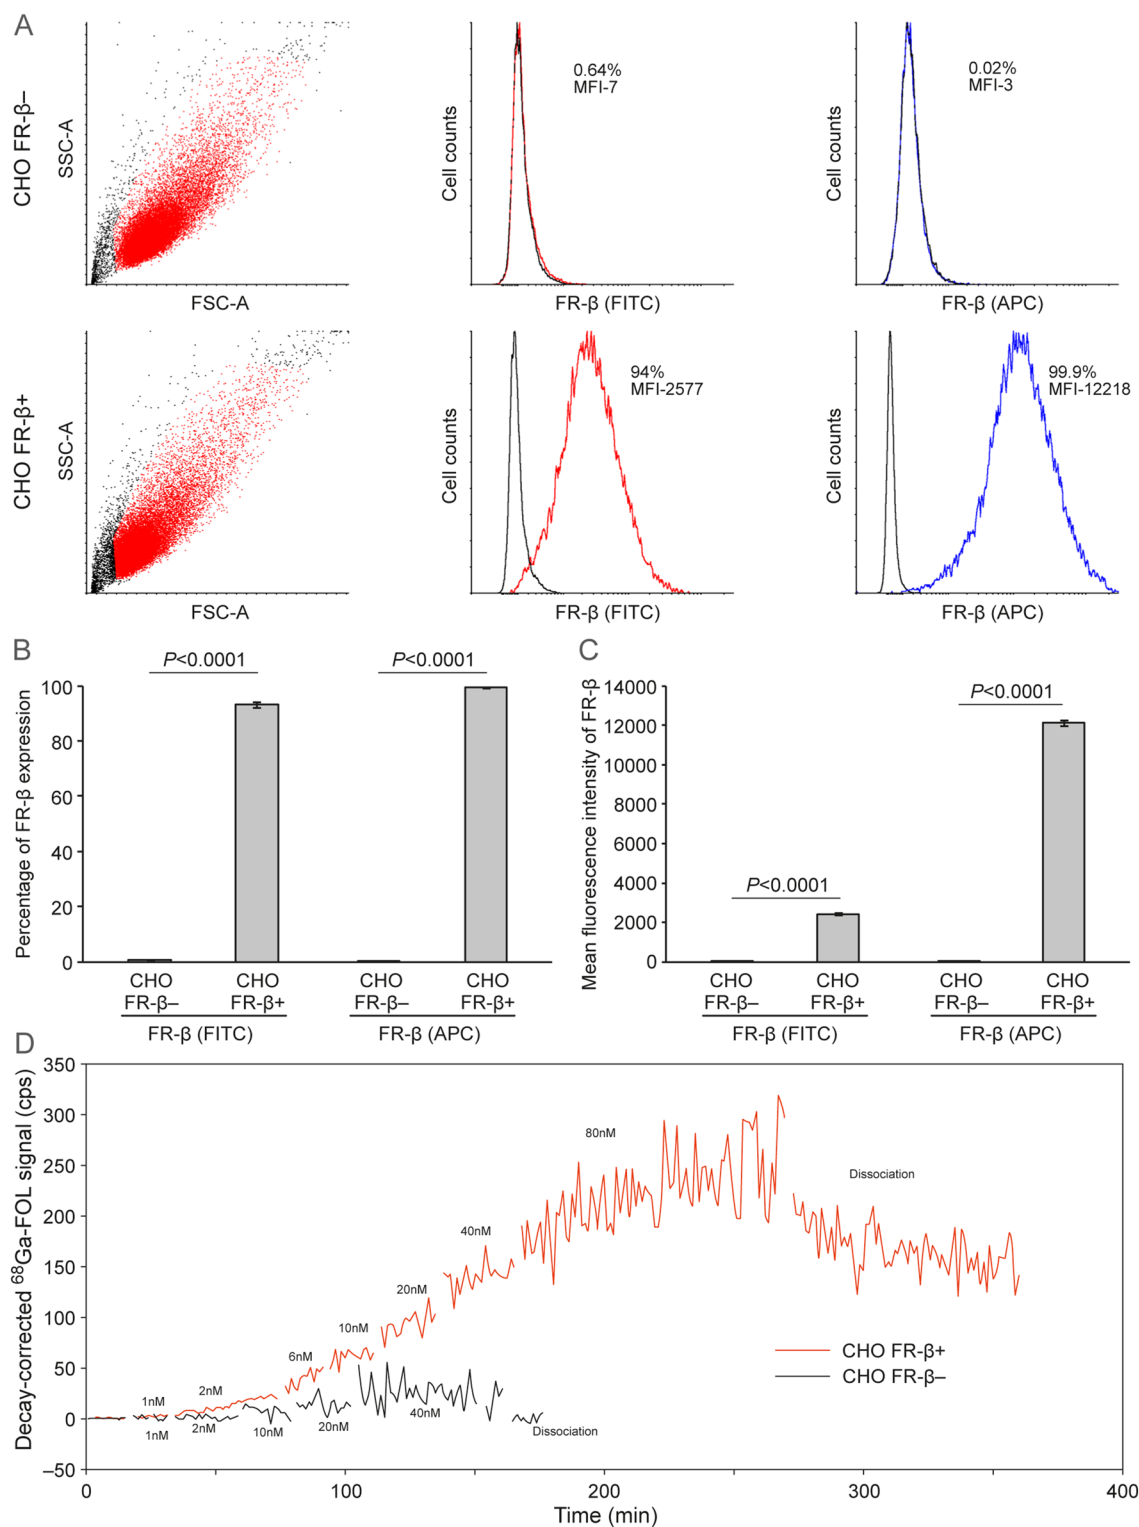 A
CHO FR-β–
SSC-A
FSC-A
Cell counts
0.64%
MFI-7
FR-β (FITC)
Cell counts
0.02%
MFI-3
FR-β (APC)
CHO FR-β+
SSC-A
FSC-A
Cell counts
94%
MFI-2577
FR-β (FITC)
Cell counts
99.9%
MFI-12218
FR-β (APC)
B
Percentage of FR-β expression
100
80
60
40
20
0
P<0.0001
P<0.0001
CHO CHO CHO CHO
FR-β– FR-β+ FR-β– FR-β+
FR-β (FITC) FR-β (APC)
C
Mean fluorescence intensity of FR-β
14000
12000
10000
8000
6000
4000
2000
0
P<0.0001
P<0.0001
CHO CHO CHO CHO
FR-β– FR-β+ FR-β– FR-β+
FR-β (FITC) FR-β (APC)
D
Decay-corrected ⁶⁸Ga-FOL signal (cps)
350
300
250
200
150
100
50
0
–50
1nM
2nM
6nM
10nM
20nM
40nM
80nM
Dissociation
1nM
2nM
10nM
20nM
40nM
Dissociation
CHO FR-β+
CHO FR-β–
0 100 200 300 400
Time (min)